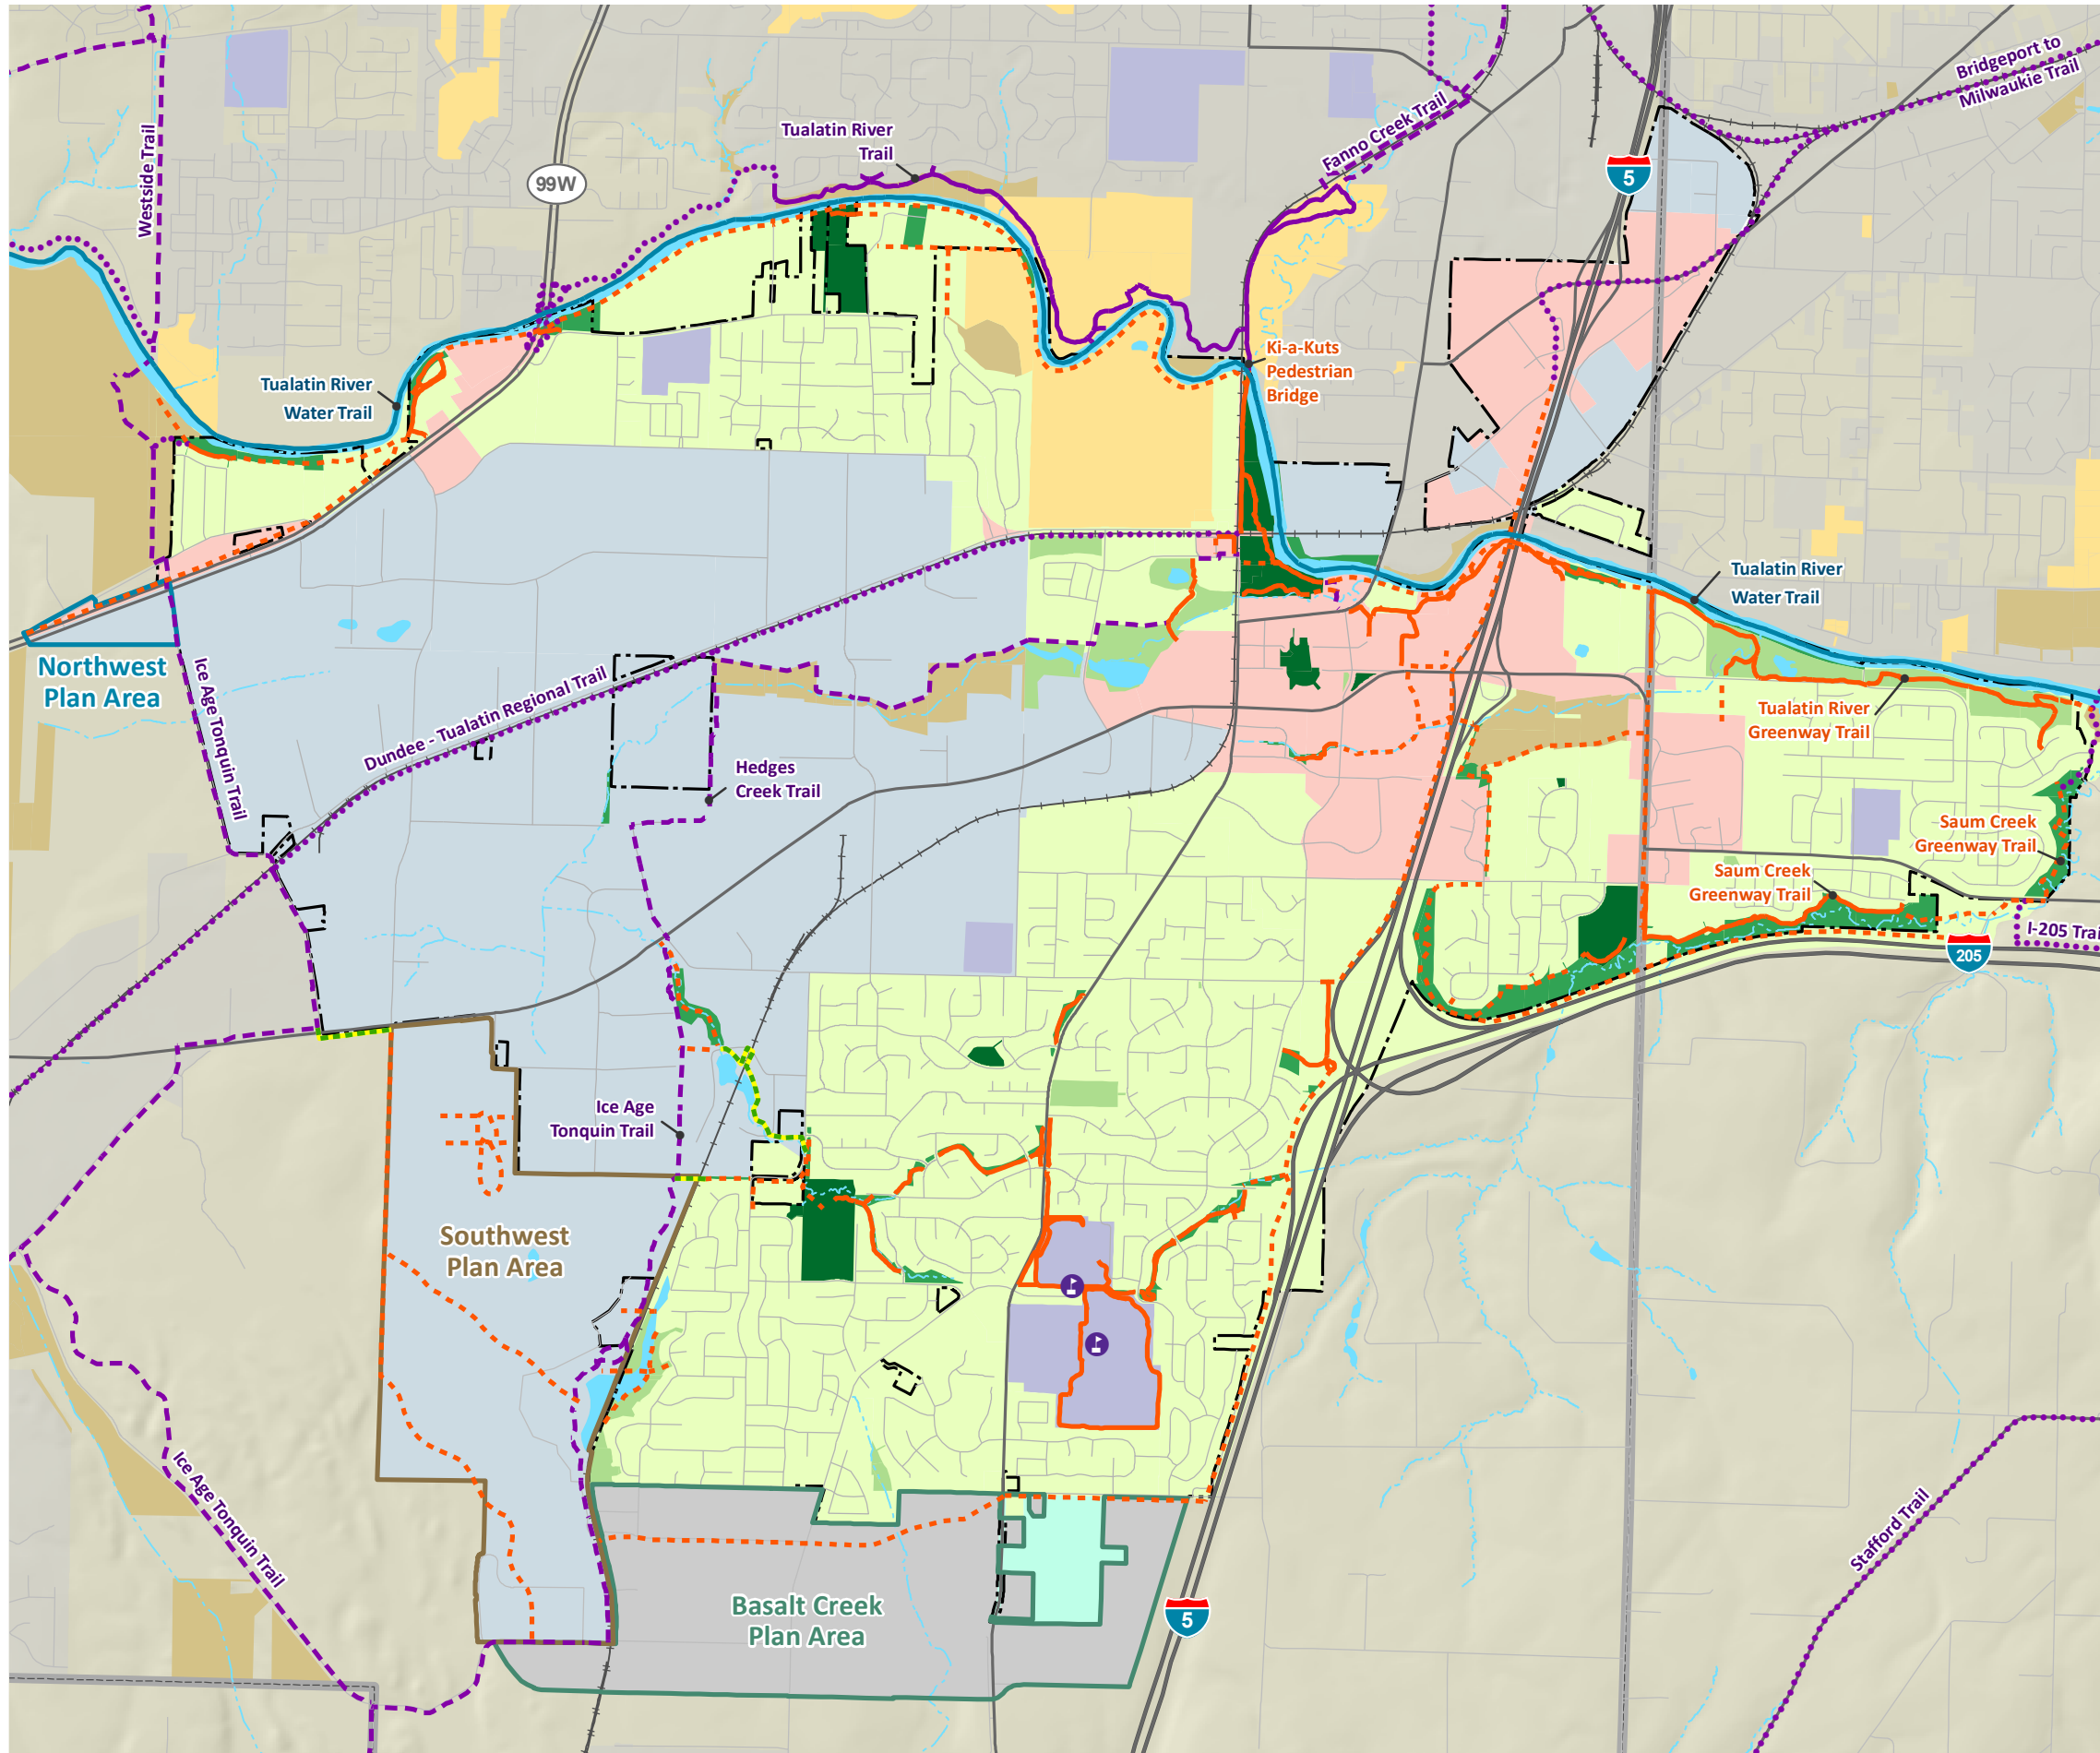 Bridgeport to
Milwaukie Trail
Tualatin River
Trail
Fanno Creek Trail
Westside Trail
99W
5
Ki-a-Kuts
Pedestrian
Bridge
Tualatin River
Water Trail
Tualatin River
Water Trail
Northwest
Plan Area
Ice Age Tonquin Trail
Dundee - Tualatin Regional Trail
Tualatin River
Greenway Trail
Hedges
Creek Trail
Saum Creek
Greenway Trail
Saum Creek
Greenway Trail
I-205 Trai
205
Ice Age
Tonquin Trail
Southwest
Plan Area
Ice Age Tonquin Trail
Stafford Trail
Basalt Creek
Plan Area
5